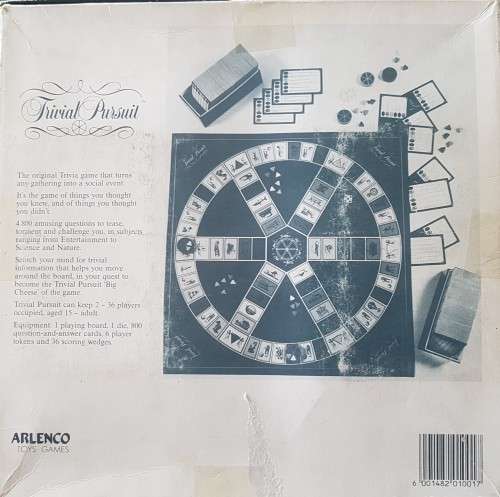 Trivial Pursuit
The original Trivia game that turns
any gathering into a social event.
It's the game of things you thought
you knew, and of things you thought
you didn't.
4 800 amusing questions to tease,
torment and challenge you, in subjects
ranging from Entertainment to
Science and Nature.
Scorch your mind for trivial
information that helps you move
around the board, in your quest to
become the Trivial Pursuit 'Big
Cheese' of the game.
Trivial Pursuit can keep 2 – 36 players
occupied, aged 15 – adult.
Equipment: 1 playing board, 1 die, 800
question-and-answer cards, 6 player
tokens and 36 scoring wedges.
ARLENCO
TOYS GAMES
6 001482 010017